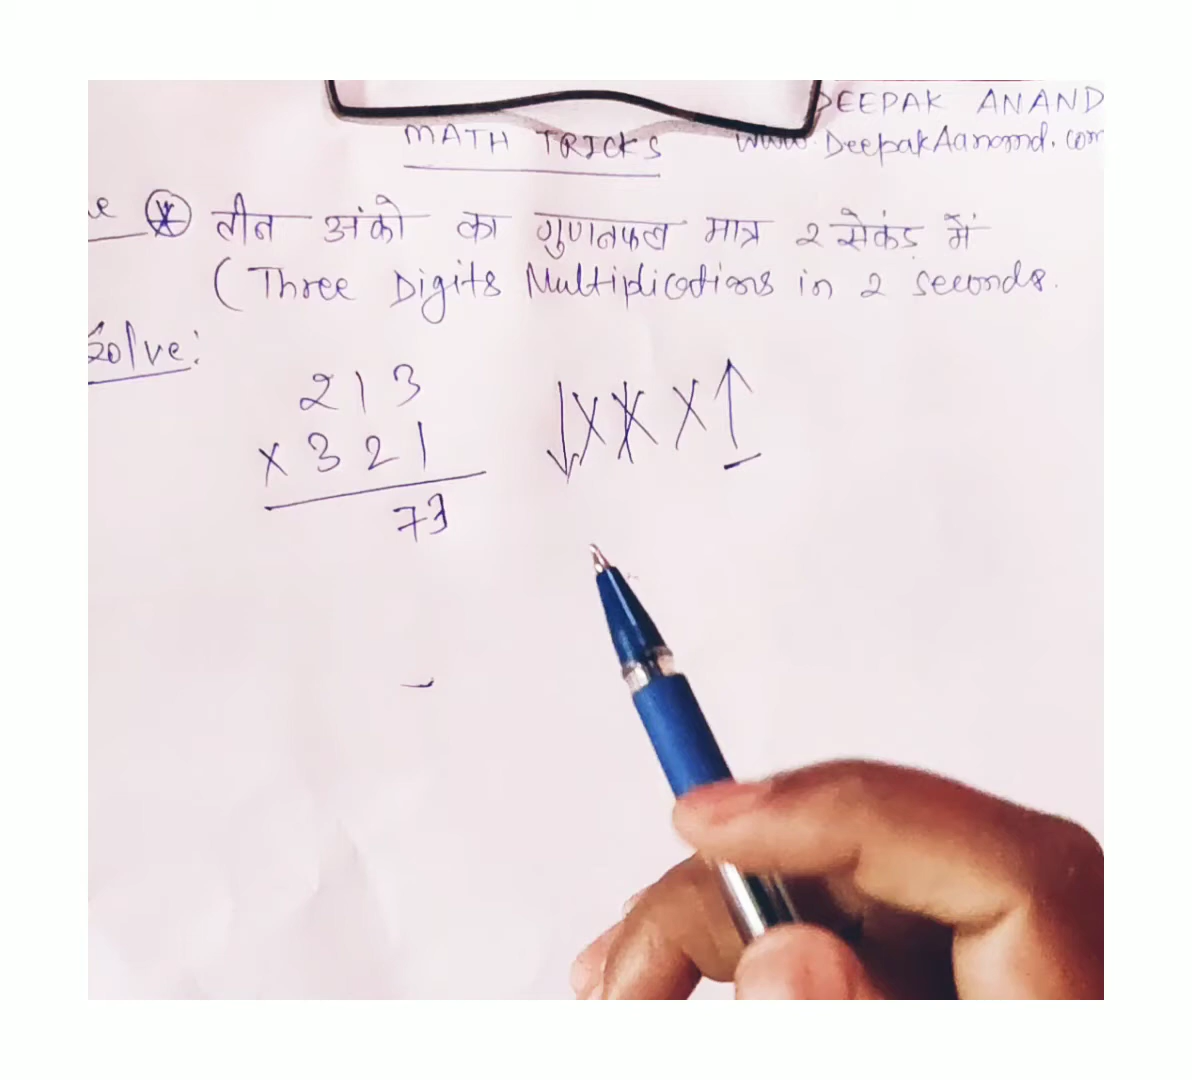 DEEPAK ANAND
MATH TRICKS www.DeepakAanand.com
तीन अंको का गुणनफल मात्र 2 सेकंड में
(Three Digits Multiplications in 2 seconds.
Solve:
213
x 321
73